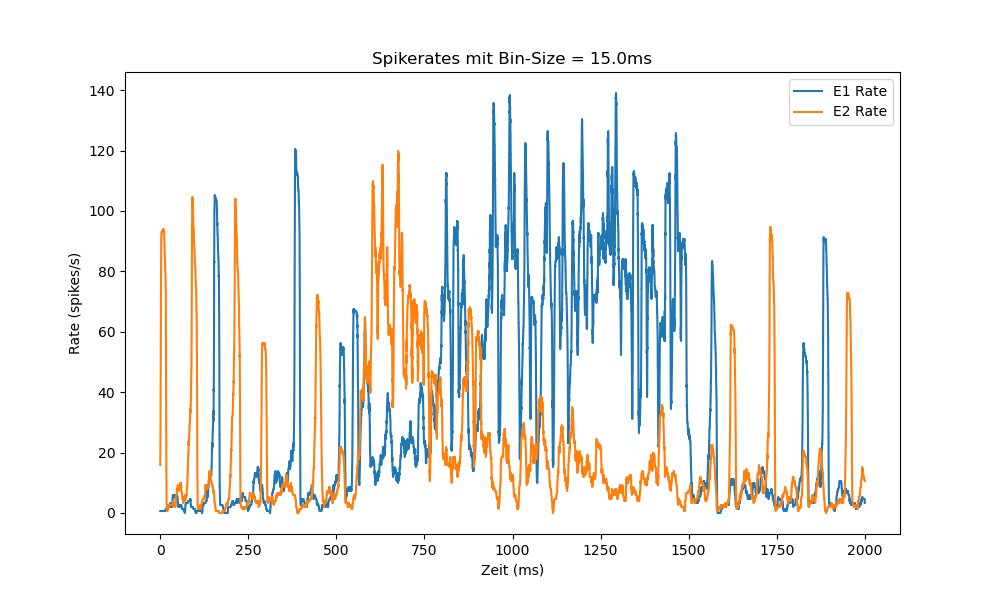 Spikerates mit Bin-Size = 15.0ms
E1 Rate
E2 Rate
140
120
100
80
60
40
20
0
Rate (spikes/s)
0 250 500 750 1000 1250 1500 1750 2000
Zeit (ms)